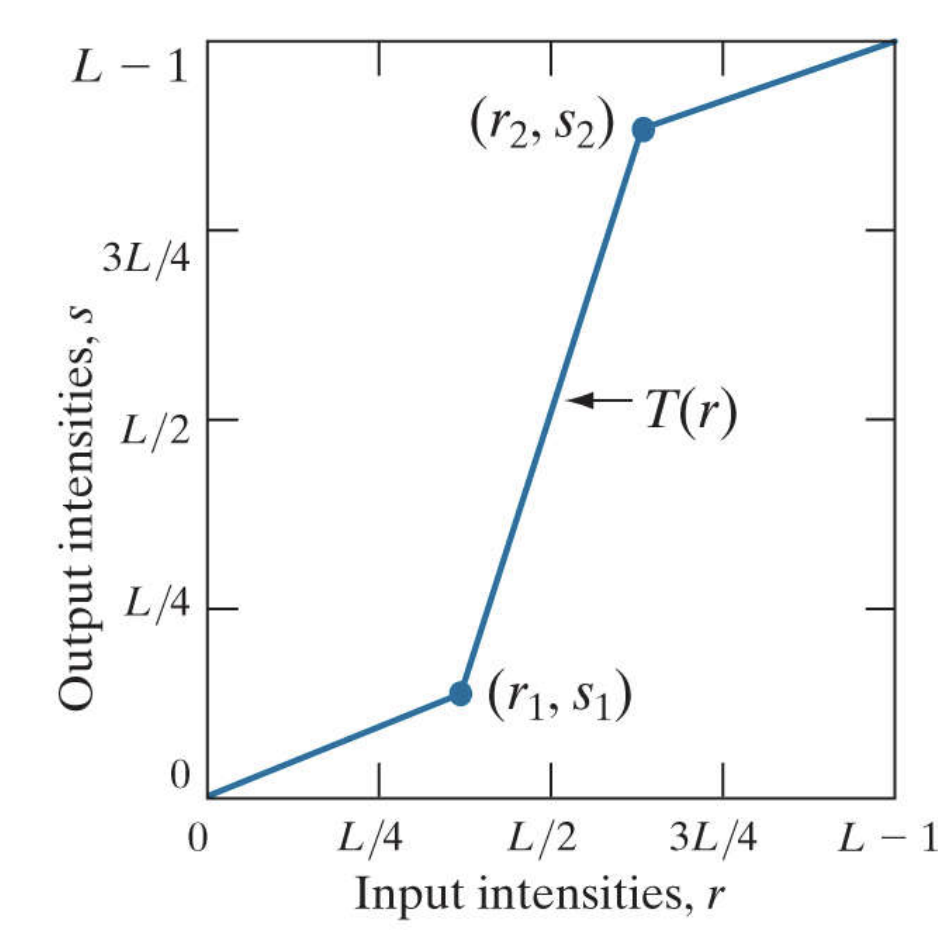 L − 1
(r₂, s₂)
3L/4
Output intensities, s
T(r)
L/2
L/4
(r₁, s₁)
0
0
L/4
L/2
3L/4
L − 1
Input intensities, r